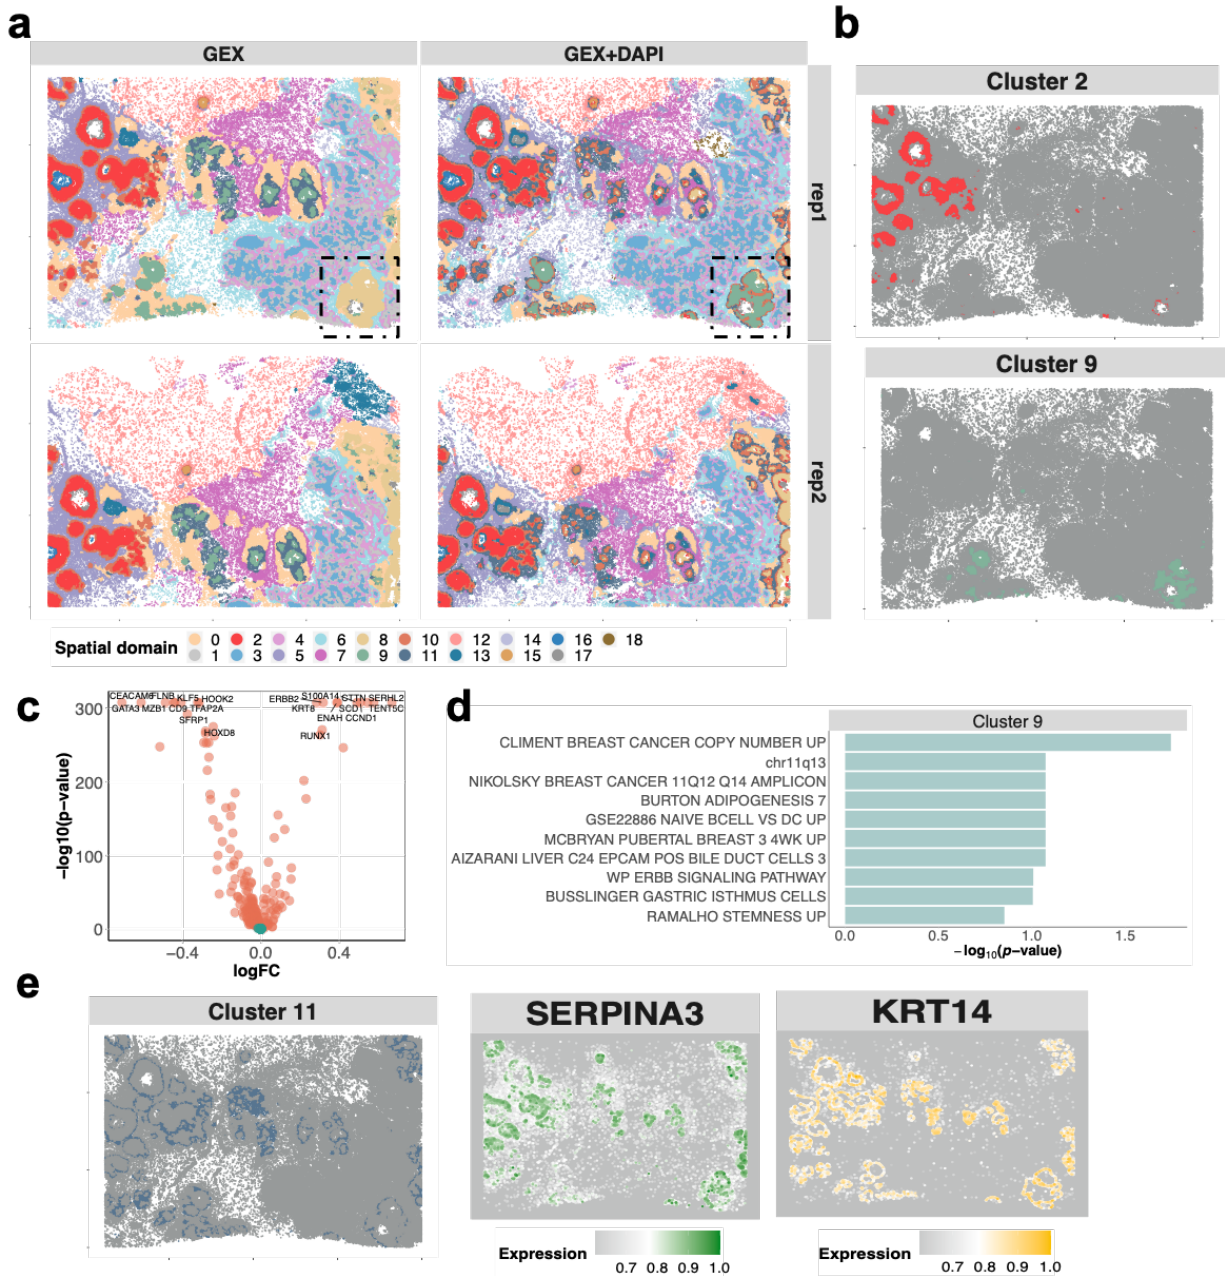 a
b
GEX
GEX+DAPI
rep1
rep2
Cluster 2
Cluster 9
Spatial domain
0 2 4 6 8 10 12 14 16 18
1 3 5 7 9 11 13 15 17
c
300
200
100
0
−log10(p−value)
−0.4 0.0 0.4
logFC
FLNB KLF5 HOOK2
GATA3 MZB1 CD9 TFAP2A
SFRP1
HOXD8
ERBB2 S100A14 CTTN SERHL2
KRT8 SCD1 TENT5C
ENAH CCND1
RUNX1
d
Cluster 9
CLIMENT BREAST CANCER COPY NUMBER UP
chr11q13
NIKOLSKY BREAST CANCER 11Q12 Q14 AMPLICON
BURTON ADIPOGENESIS 7
GSE22886 NAIVE BCELL VS DC UP
MCBRYAN PUBERTAL BREAST 3 4WK UP
AIZARANI LIVER C24 EPCAM POS BILE DUCT CELLS 3
WP ERBB SIGNALING PATHWAY
BUSSLINGER GASTRIC ISTHMUS CELLS
RAMALHO STEMNESS UP
0.0 0.5 1.0 1.5
−log10(p−value)
e
Cluster 11
SERPINA3
KRT14
Expression
0.7 0.8 0.9 1.0
Expression
0.7 0.8 0.9 1.0